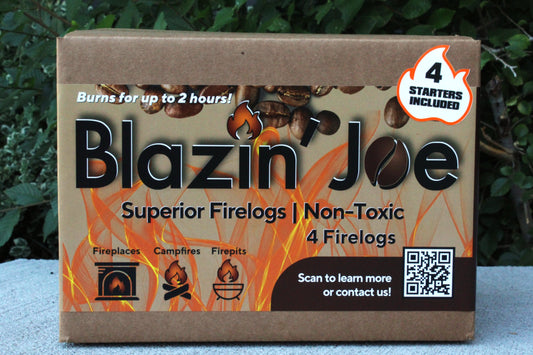 4
STARTERS
INCLUDED
Burns for up to 2 hours!
Blazin' Joe
Superior Firelogs | Non-Toxic
4 Firelogs
Fireplaces Campfires Firepits
Scan to learn more
or contact us!